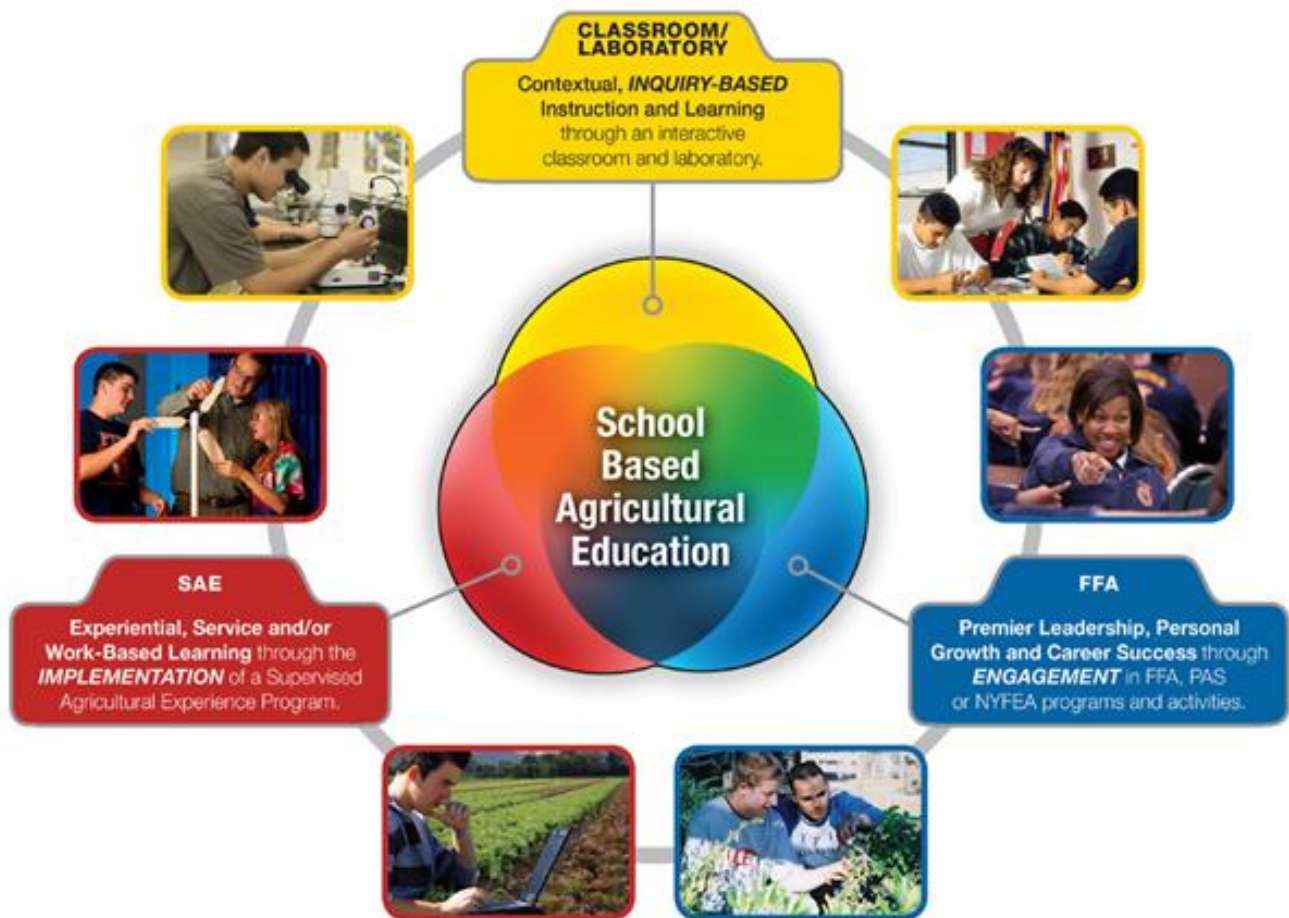 CLASSROOM/
LABORATORY
Contextual, INQUIRY-BASED
Instruction and Learning
through an interactive
classroom and laboratory.
School
Based
Agricultural
Education
SAE
Experiential, Service and/or
Work-Based Learning through the
IMPLEMENTATION of a Supervised
Agricultural Experience Program.
FFA
Premier Leadership, Personal
Growth and Career Success through
ENGAGEMENT in FFA, PAS
or NYFEA programs and activities.